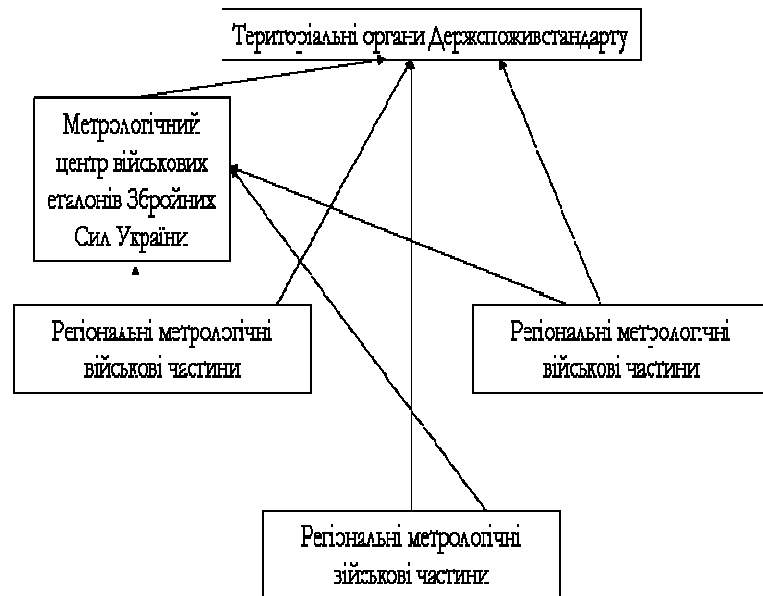 Територіальні органи Держспоживстандарту
Метрологічний
центр військових
еталонів Збройних
Сил України
Регіональні метрологічні
військові частини
Регіональні метрологічні
військові частини
Регіональні метрологічні
військові частини